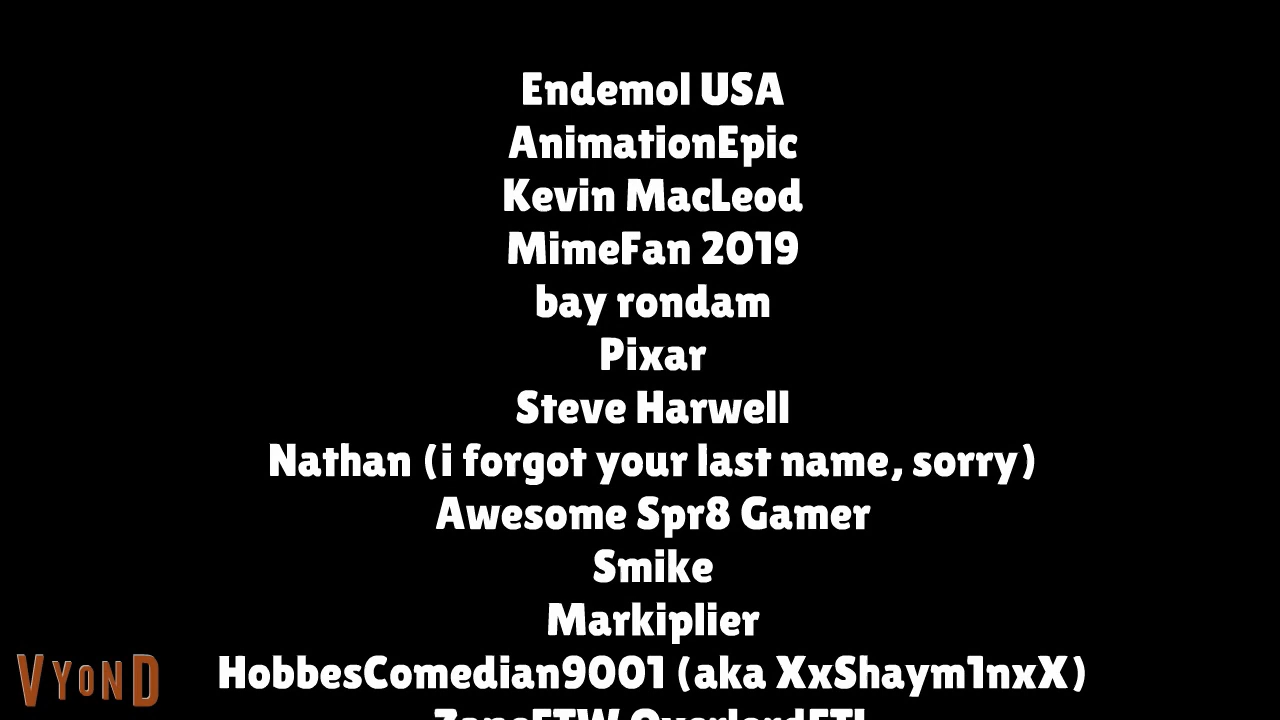 Endemol USA
AnimationEpic
Kevin MacLeod
MimeFan 2019
bay rondam
Pixar
Steve Harwell
Nathan (i forgot your last name, sorry)
Awesome Spr8 Gamer
Smike
Markiplier
HobbesComedian9001 (aka XxShaym1nxX)
VYOND